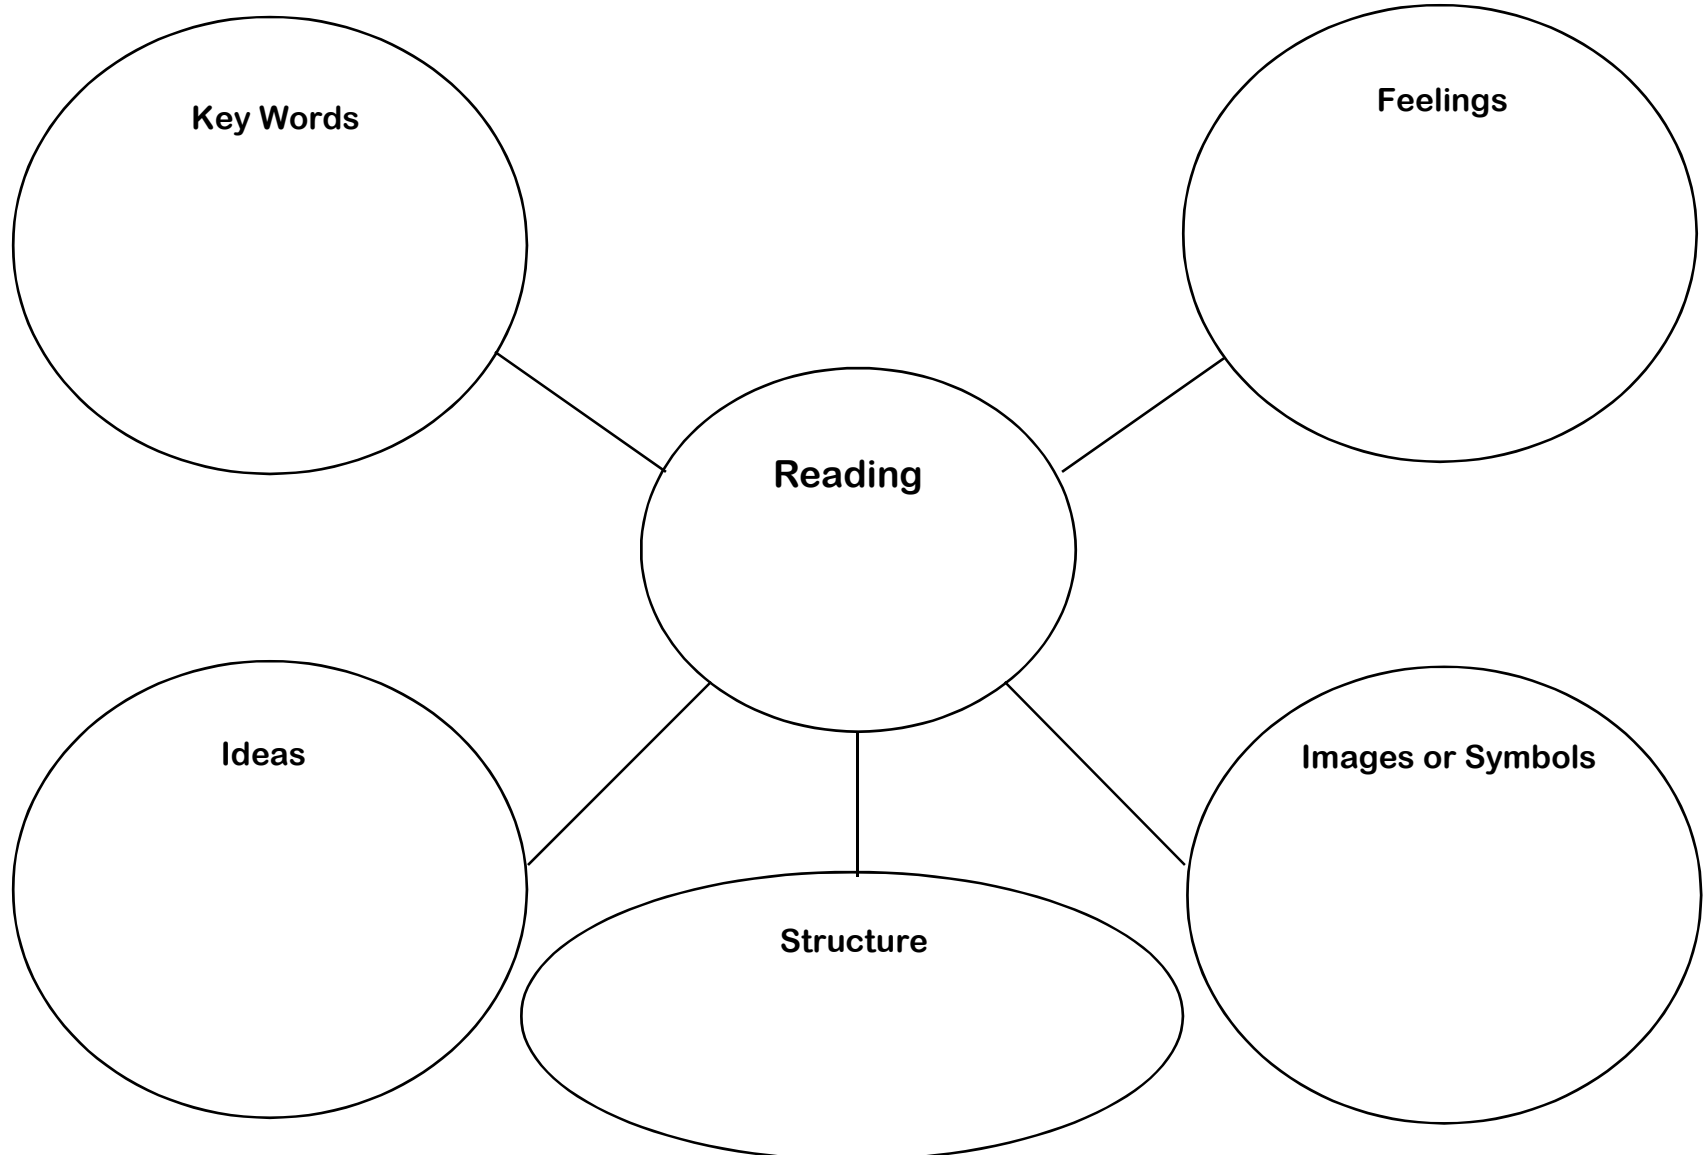 Key Words
Feelings
Reading
Ideas
Images or Symbols
Structure